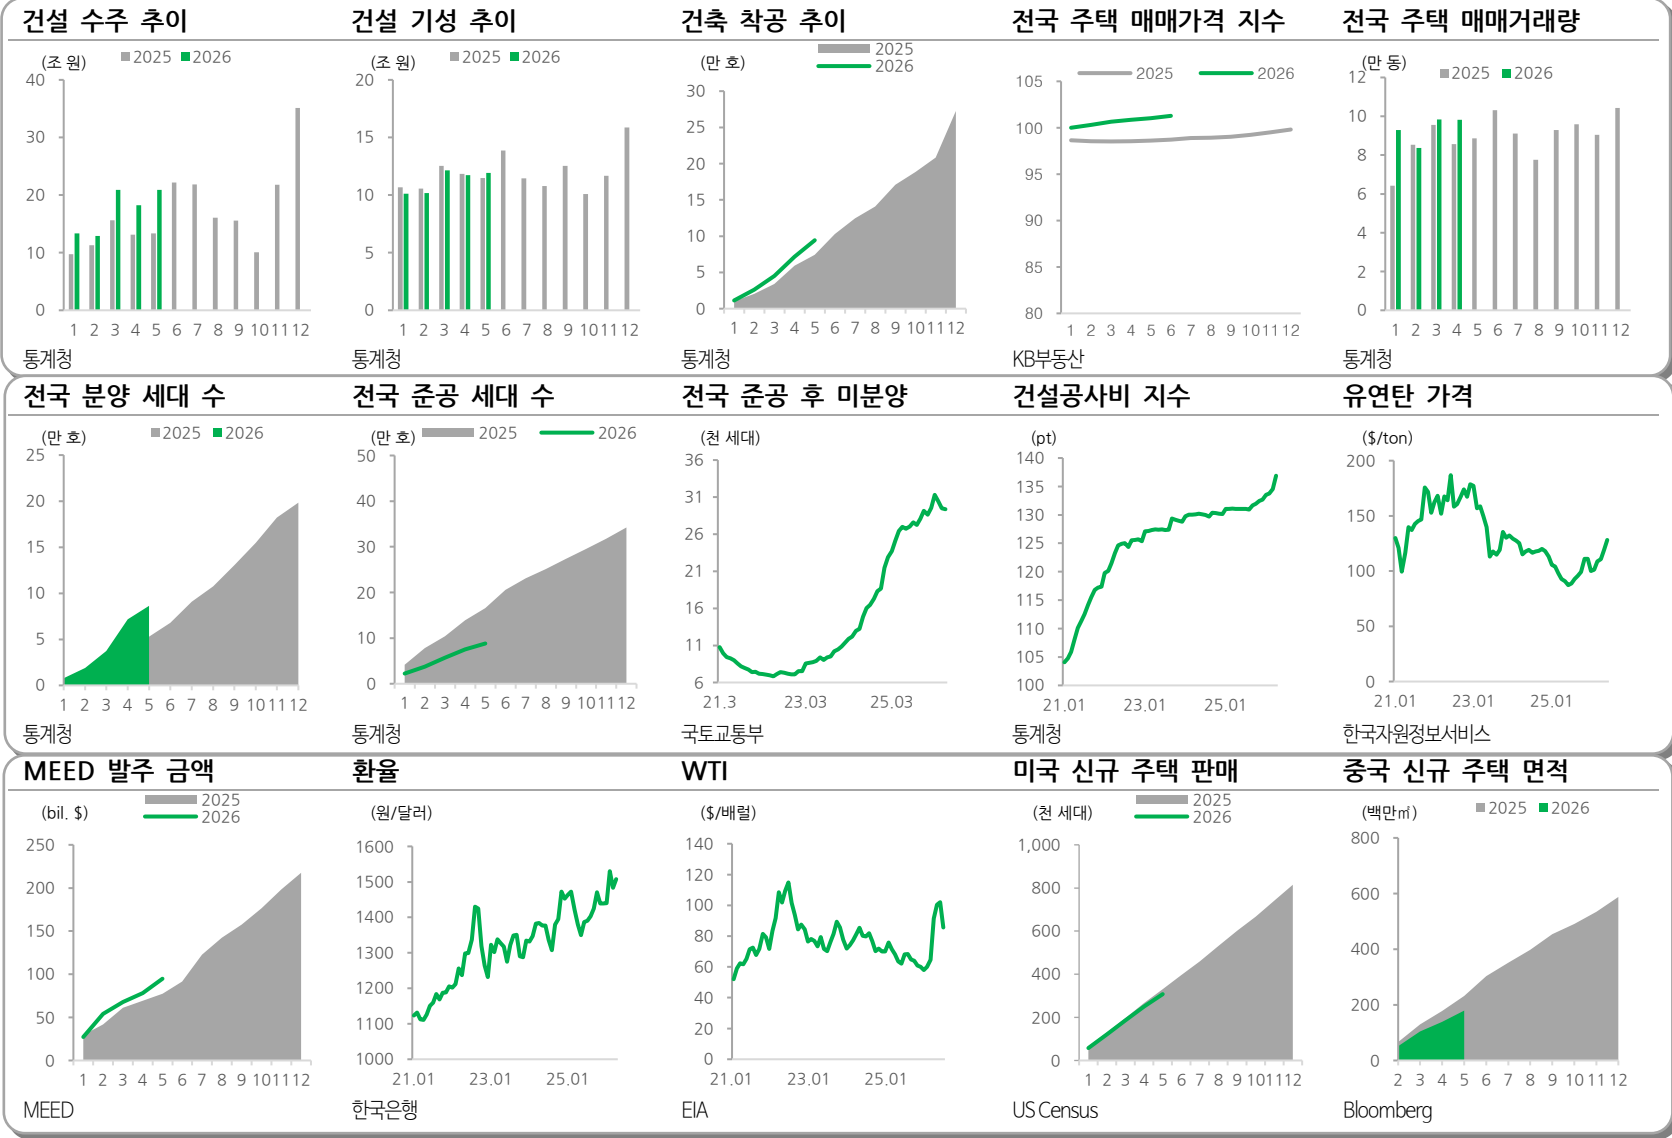 건설 수주 추이
(조 원)
2025 2026
40
30
20
10
0
1 2 3 4 5 6 7 8 9 10 11 12
통계청
건설 기성 추이
(조 원)
2025 2026
20
15
10
5
0
1 2 3 4 5 6 7 8 9 10 11 12
통계청
건축 착공 추이
(만 호)
2025
2026
30
25
20
15
10
5
0
1 2 3 4 5 6 7 8 9 10 11 12
통계청
전국 주택 매매가격 지수
2025 2026
105
100
95
90
85
80
1 2 3 4 5 6 7 8 9 10 11 12
KB부동산
전국 주택 매매거래량
(만 동)
2025 2026
12
10
8
6
4
2
0
1 2 3 4 5 6 7 8 9 10 11 12
통계청
전국 분양 세대 수
(만 호)
2025 2026
25
20
15
10
5
0
1 2 3 4 5 6 7 8 9 10 11 12
통계청
전국 준공 세대 수
(만 호)
2025 2026
50
40
30
20
10
0
1 2 3 4 5 6 7 8 9 10 11 12
통계청
전국 준공 후 미분양
(천 세대)
36
31
26
21
16
11
6
21.3 23.03 25.03
국토교통부
건설공사비 지수
(pt)
140
135
130
125
120
115
110
105
100
21.01 23.01 25.01
통계청
유연탄 가격
($/ton)
200
150
100
50
0
21.01 23.01 25.01
한국자원정보서비스
MEED 발주 금액
(bil. $)
2025
2026
250
200
150
100
50
0
1 2 3 4 5 6 7 8 9 10 11 12
MEED
환율
(원/달러)
1600
1500
1400
1300
1200
1100
1000
21.01 23.01 25.01
한국은행
WTI
($/배럴)
140
120
100
80
60
40
20
0
21.01 23.01 25.01
EIA
미국 신규 주택 판매
(천 세대)
2025
2026
1,000
800
600
400
200
0
1 2 3 4 5 6 7 8 9 10 11 12
US Census
중국 신규 주택 면적
(백만㎡)
2025 2026
800
600
400
200
0
2 3 4 5 6 7 8 9 10 11 12
Bloomberg